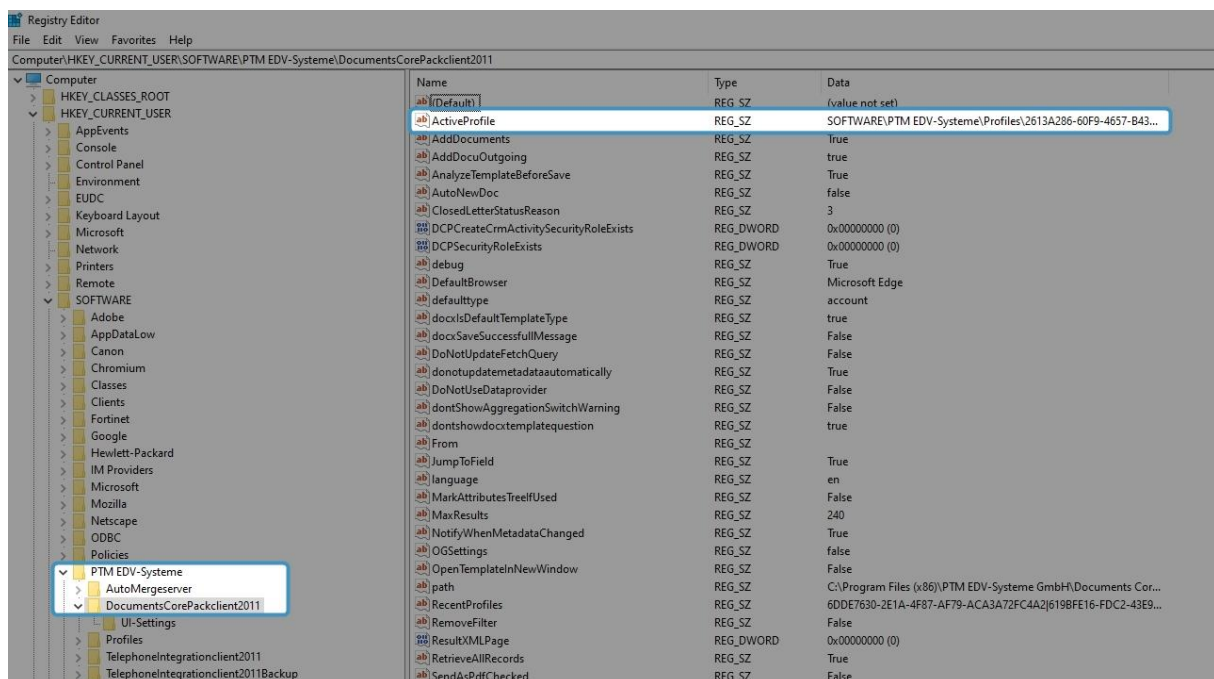 Registry Editor
File Edit View Favorites Help
Computer\HKEY_CURRENT_USER\SOFTWARE\PTM EDV-Systeme\DocumentsCorePackclient2011
Computer
HKEY_CLASSES_ROOT
HKEY_CURRENT_USER
AppEvents
Console
Control Panel
Environment
EUDC
Keyboard Layout
Microsoft
Network
Printers
Remote
SOFTWARE
Adobe
AppDataLow
Canon
Chromium
Classes
Clients
Fortinet
Google
Hewlett-Packard
IM Providers
Microsoft
Mozilla
Netscape
ODBC
Policies
PTM EDV-Systeme
AutoMergeserver
DocumentsCorePackclient2011
UI-Settings
Profiles
TelephoneIntegrationclient2011
TelephoneIntegrationclient2011Backup
Name Type Data
(Default) REG_SZ (value not set)
ActiveProfile REG_SZ SOFTWARE\PTM EDV-Systeme\Profiles\2613A286-60F9-4657-B43...
AddDocuments REG_SZ True
AddDocuOutgoing REG_SZ true
AnalyzeTemplateBeforeSave REG_SZ True
AutoNewDoc REG_SZ false
ClosedLetterStatusReason REG_SZ 3
DCPCreateCrmActivitySecurityRoleExists REG_DWORD 0x00000000 (0)
DCPSecurityRoleExists REG_DWORD 0x00000000 (0)
debug REG_SZ True
DefaultBrowser REG_SZ Microsoft Edge
defaulttype REG_SZ account
docxIsDefaultTemplateType REG_SZ true
docxSaveSuccessfullMessage REG_SZ False
DoNotUpdateFetchQuery REG_SZ False
donotupdatemetadataautomatically REG_SZ True
DoNotUseDataprovider REG_SZ False
dontShowAggregationSwitchWarning REG_SZ False
dontshowdocxtemplatequestion REG_SZ true
From REG_SZ
JumpToField REG_SZ True
language REG_SZ en
MarkAttributesTreeIfUsed REG_SZ False
MaxResults REG_SZ 240
NotifyWhenMetadataChanged REG_SZ True
OGSettings REG_SZ false
OpenTemplateInNewWindow REG_SZ False
path REG_SZ C:\Program Files (x86)\PTM EDV-Systeme GmbH\Documents Cor...
RecentProfiles REG_SZ 6DDE7630-2E1A-4F87-AF79-ACA3A72FC4A2|619BFE16-FDC2-43E9...
RemoveFilter REG_SZ False
ResultXMLPage REG_DWORD 0x00000000 (0)
RetrieveAllRecords REG_SZ True
SendAsPdfChecked REG_SZ False